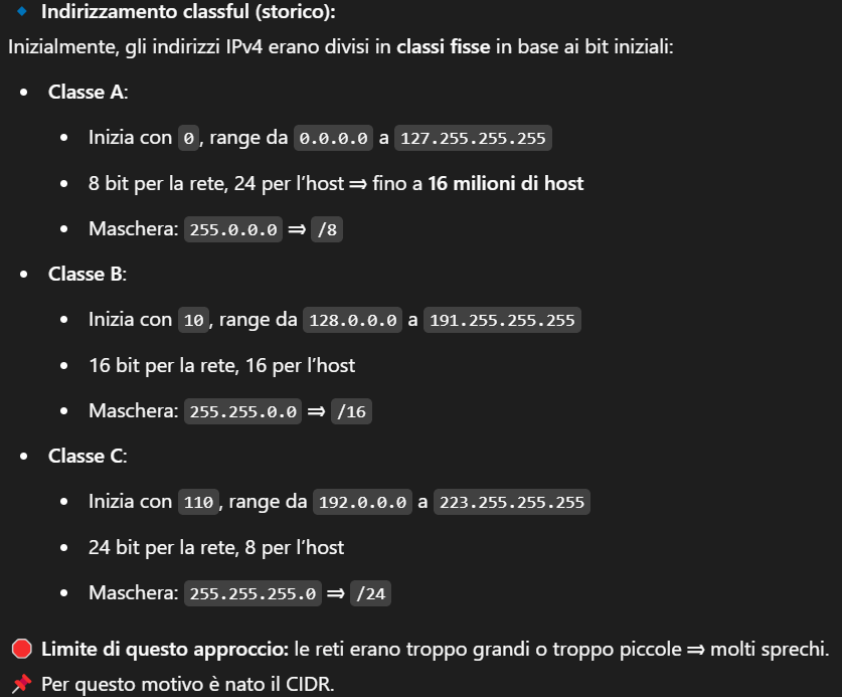 🔹 Indirizzamento classful (storico):
Inizialmente, gli indirizzi IPv4 erano divisi in classi fisse in base ai bit iniziali:
• Classe A:
• Inizia con 0, range da 0.0.0.0 a 127.255.255.255
• 8 bit per la rete, 24 per l’host ⇒ fino a 16 milioni di host
• Maschera: 255.0.0.0 ⇒ /8
• Classe B:
• Inizia con 10, range da 128.0.0.0 a 191.255.255.255
• 16 bit per la rete, 16 per l’host
• Maschera: 255.255.0.0 ⇒ /16
• Classe C:
• Inizia con 110, range da 192.0.0.0 a 223.255.255.255
• 24 bit per la rete, 8 per l’host
• Maschera: 255.255.255.0 ⇒ /24
🛑 Limite di questo approccio: le reti erano troppo grandi o troppo piccole ⇒ molti sprechi.
📌 Per questo motivo è nato il CIDR.